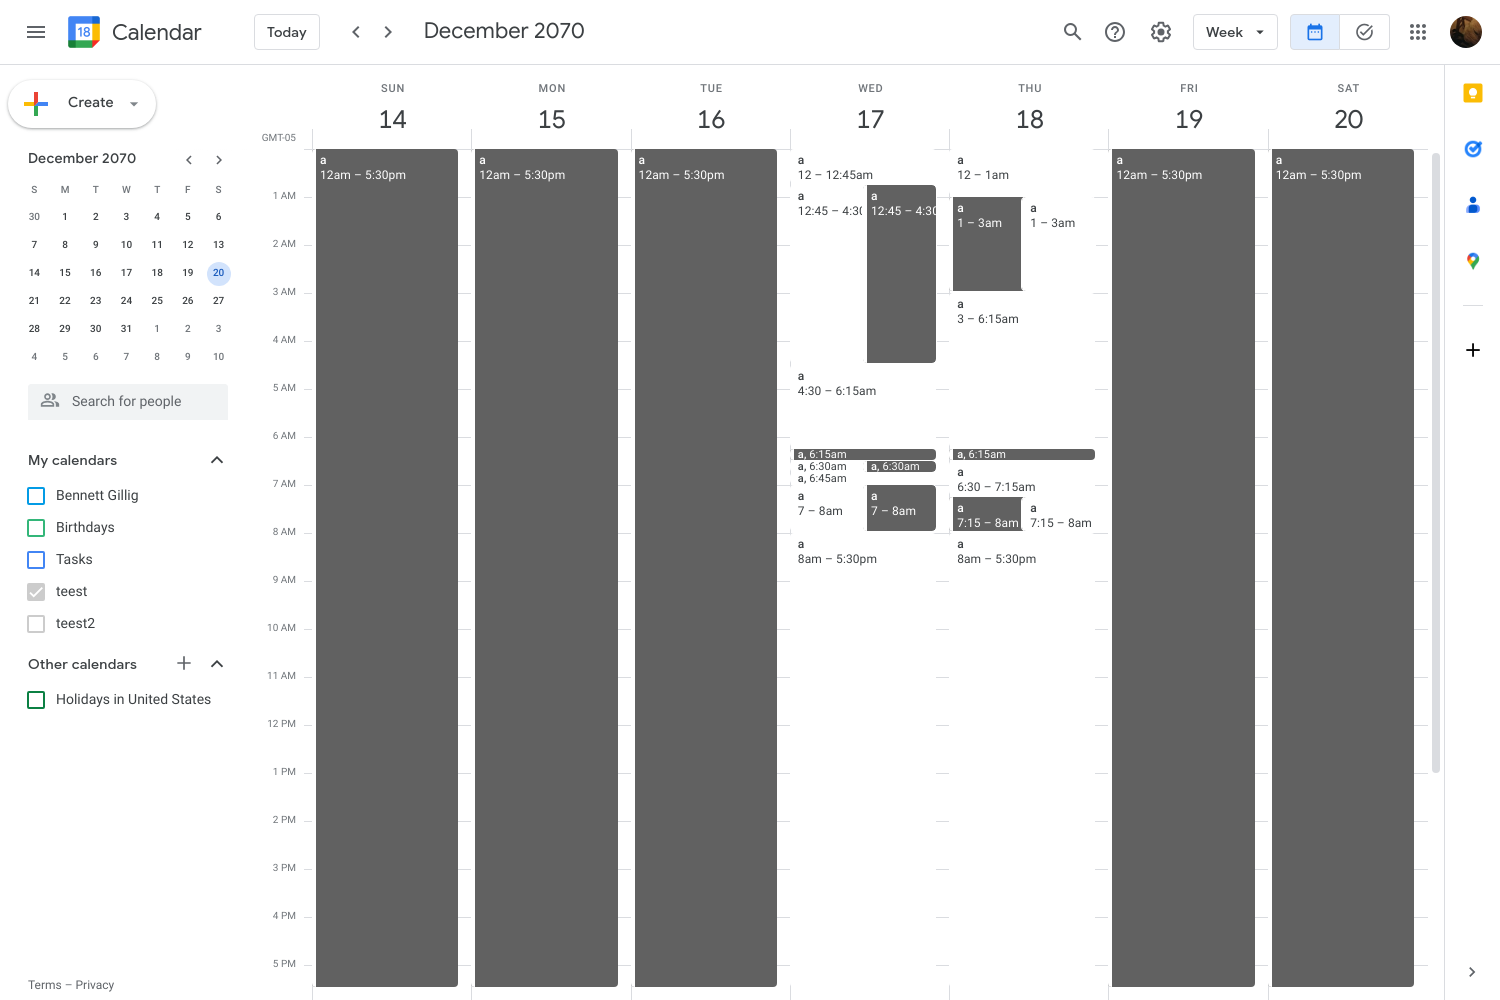 18 Calendar
Today
December 2070
Week
Create
December 2070
S M T W T F S
30 1 2 3 4 5 6
7 8 9 10 11 12 13
14 15 16 17 18 19 20
21 22 23 24 25 26 27
28 29 30 31 1 2 3
4 5 6 7 8 9 10
Search for people
My calendars
Bennett Gillig
Birthdays
Tasks
teest
teest2
Other calendars
Holidays in United States
Terms – Privacy
GMT-05
SUN MON TUE WED THU FRI SAT
14 15 16 17 18 19 20
1 AM
2 AM
3 AM
4 AM
5 AM
6 AM
7 AM
8 AM
9 AM
10 AM
11 AM
12 PM
1 PM
2 PM
3 PM
4 PM
5 PM
a
12am – 5:30pm
a
12am – 5:30pm
a
12am – 5:30pm
a
12 – 12:45am
a
12:45 – 4:30
a
12:45 – 4:30
a
4:30 – 6:15am
a, 6:15am
a, 6:30am
a, 6:30am
a, 6:45am
a
7 – 8am
a
7 – 8am
a
8am – 5:30pm
a
12 – 1am
a
1 – 3am
a
1 – 3am
a
3 – 6:15am
a, 6:15am
a
6:30 – 7:15am
a
7:15 – 8am
a
7:15 – 8am
a
8am – 5:30pm
a
12am – 5:30pm
a
12am – 5:30pm